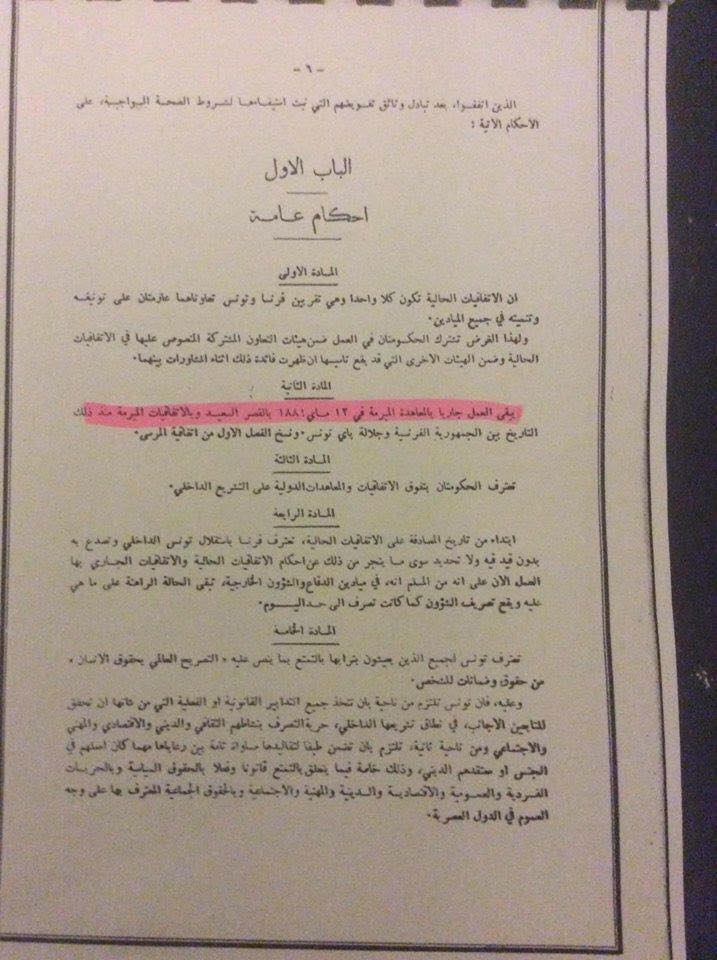 - ٦ -
الذين اتفقوا، بعد تبادل وثائق تفويضهم التي ثبت استيفاءها لشروط الصحة الواجبة، على
الاحكام الآتية :
الباب الاول
احكام عامة
المادة الاولى
ان الاتفاقيات الحالية تكون كلا واحدا وهي تقر بين فرنسا وتونس تعاونا هما عازمتان على توثيقه
وتنميته في جميع الميادين.
ولهذا الغرض تشترك الحكومتان في العمل ضمن هيئات التعاون المشتركة المنصوص عليها في الاتفاقيات
الحالية وضمن الهيئات الاخرى التي قد يقع تاسيسها ان ظهرت فائدة ذلك اثناء المشاورات بينهما.
المادة الثانية
يبقى العمل جاريا بالمعاهدة المبرمة في ١٢ ماي ١٨٨١ بالقصر السعيد وبالاتفاقيات المبرمة منذ ذلك
التاريخ بين الجمهورية الفرنسية وجلالة باي تونس. ونسخ الفصل الاول من اتفاقية المرسى.
المادة الثالثة
تعترف الحكومتان بتفوق الاتفاقيات والمعاهدات الدولية على التشريع الداخلي.
المادة الرابعة
ابتداء من تاريخ المصادقة على الاتفاقيات الحالية، تعترف فرنسا باستقلال تونس الداخلي وتصدع به
بدون قيد فيه ولا تحديد سوى ما ينجر من ذلك عن احكام الاتفاقيات الحالية والاتفاقيات الجاري بها
العمل الآن على انه من المسلم انه، في ميادين الدفاع والشؤون الخارجية، تبقى الحالة الراهنة على ما هي
عليه ويقع تصريف الشؤون كما كانت تصرف الى حد اليوم.
المادة الخامسة
تعترف تونس لجميع الذين يعيشون بترابها بالتمتع بما ينص عليه « التصريح العالمي بحقوق الانسان »
من حقوق وضمانات للشخص.
وعليه، فان تونس تلتزم من ناحية بان تتخذ جميع التدابير القانونية او الفعلية التي من شانها ان تحقق
للتابعين الاجانب، في نطاق تشريعها الداخلي، حرية التصرف بنشاطهم الثقافي والديني والاقتصادي والمهني
والاجتماعي ومن ناحية ثانية، تلتزم بان تضمن طبقا لتقاليدها مساواة تامة بين رعاياها مهما كان اصلهم في
الجنس او معتقدهم الديني، وذلك خاصة فيما يتعلق بالتمتع قانونا وفعلا بالحقوق السياسية وبالحريات
الفردية والعمومية والاقتصادية والدينية والمهنية والاجتماعية وبالحقوق الجماعية المعترف بها على وجه
العموم في الدول العصرية.